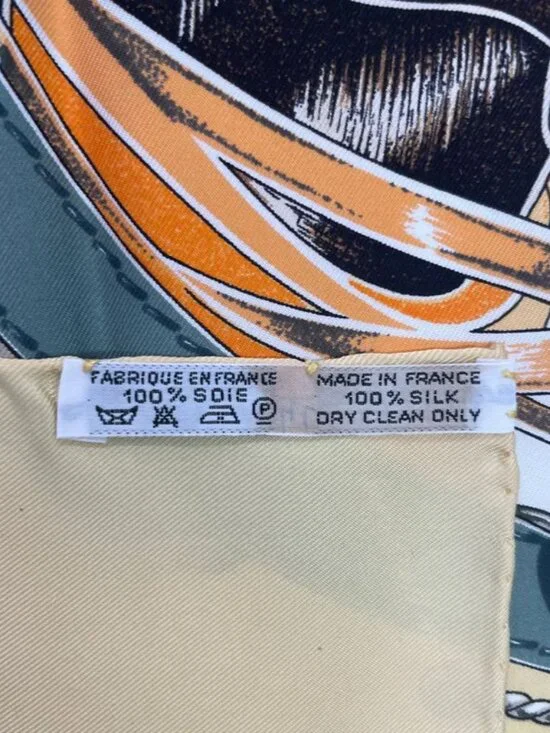 FABRIQUE EN FRANCE
100% SOIE
P
MADE IN FRANCE
100% SILK
DRY CLEAN ONLY